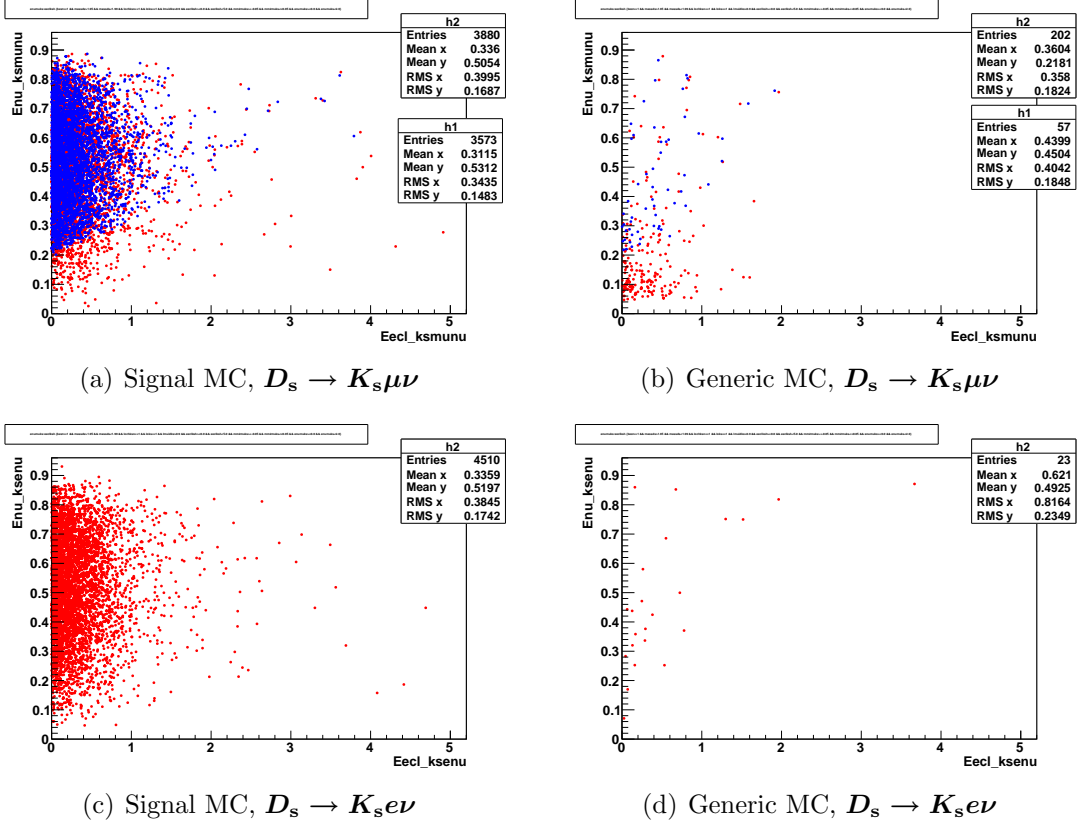 h2
Entries 3880
Mean x 0.336
Mean y 0.5054
RMS x 0.3995
RMS y 0.1687
h1
Entries 3573
Mean x 0.3115
Mean y 0.5312
RMS x 0.3435
RMS y 0.1483
Enu_ksmunu
0.9
0.8
0.7
0.6
0.5
0.4
0.3
0.2
0.1
0
0 1 2 3 4 5
Eecl_ksmunu
(a) Signal MC, Dₛ → Kₛμν
h2
Entries 202
Mean x 0.3604
Mean y 0.2181
RMS x 0.358
RMS y 0.1824
h1
Entries 57
Mean x 0.4399
Mean y 0.4504
RMS x 0.4042
RMS y 0.1848
Enu_ksmunu
0.9
0.8
0.7
0.6
0.5
0.4
0.3
0.2
0.1
0
0 1 2 3 4 5
Eecl_ksmunu
(b) Generic MC, Dₛ → Kₛμν
h2
Entries 4510
Mean x 0.3359
Mean y 0.5197
RMS x 0.3845
RMS y 0.1742
Enu_ksenu
0.9
0.8
0.7
0.6
0.5
0.4
0.3
0.2
0.1
0
0 1 2 3 4 5
Eecl_ksenu
(c) Signal MC, Dₛ → Kₛeν
h2
Entries 23
Mean x 0.621
Mean y 0.4925
RMS x 0.8164
RMS y 0.2349
Enu_ksenu
0.9
0.8
0.7
0.6
0.5
0.4
0.3
0.2
0.1
0
0 1 2 3 4 5
Eecl_ksenu
(d) Generic MC, Dₛ → Kₛeν